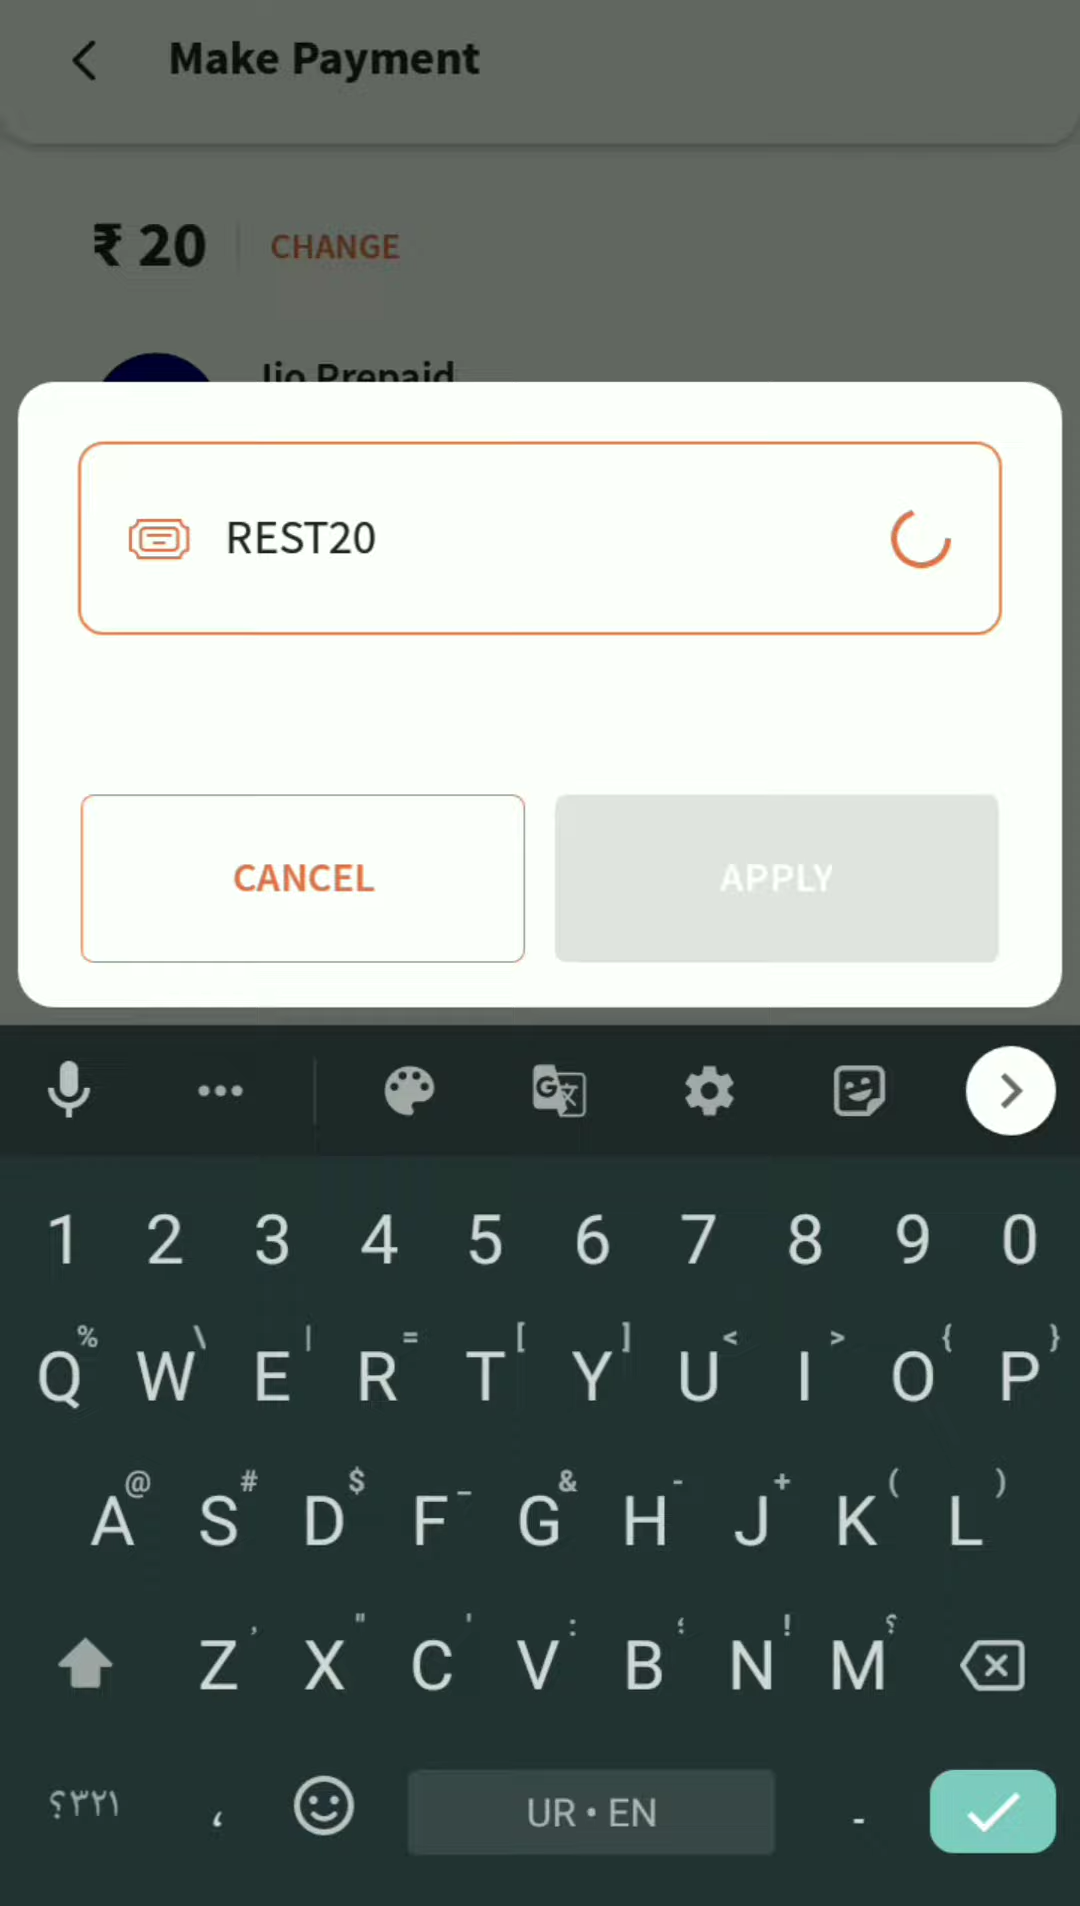 Make Payment
₹ 20 CHANGE
Jio Prepaid
REST20
CANCEL APPLY
1 2 3 4 5 6 7 8 9 0
% \ | = [ ] < > { }
Q W E R T Y U I O P
@ # $ _ & - + ( )
A S D F G H J K L
, " ' : ؛ ! ؟
Z X C V B N M
؟۳۲۱ ، UR • EN -